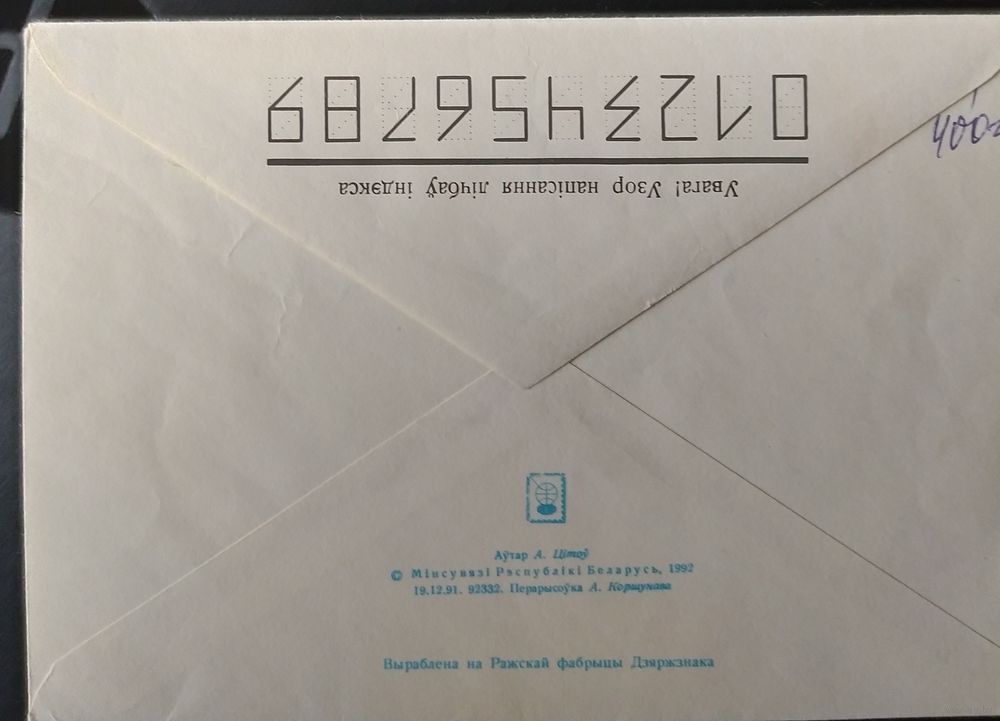 0123456789
Увага! Узор напісання лічбаў індэкса
Аўтар А. Цітоў
© Мінсувязі Рэспублікі Беларусь, 1992
19.12.91. 92332. Перарысоўка А. Коршунава
Выраблена на Ражскай фабрыцы Дзяржзнака